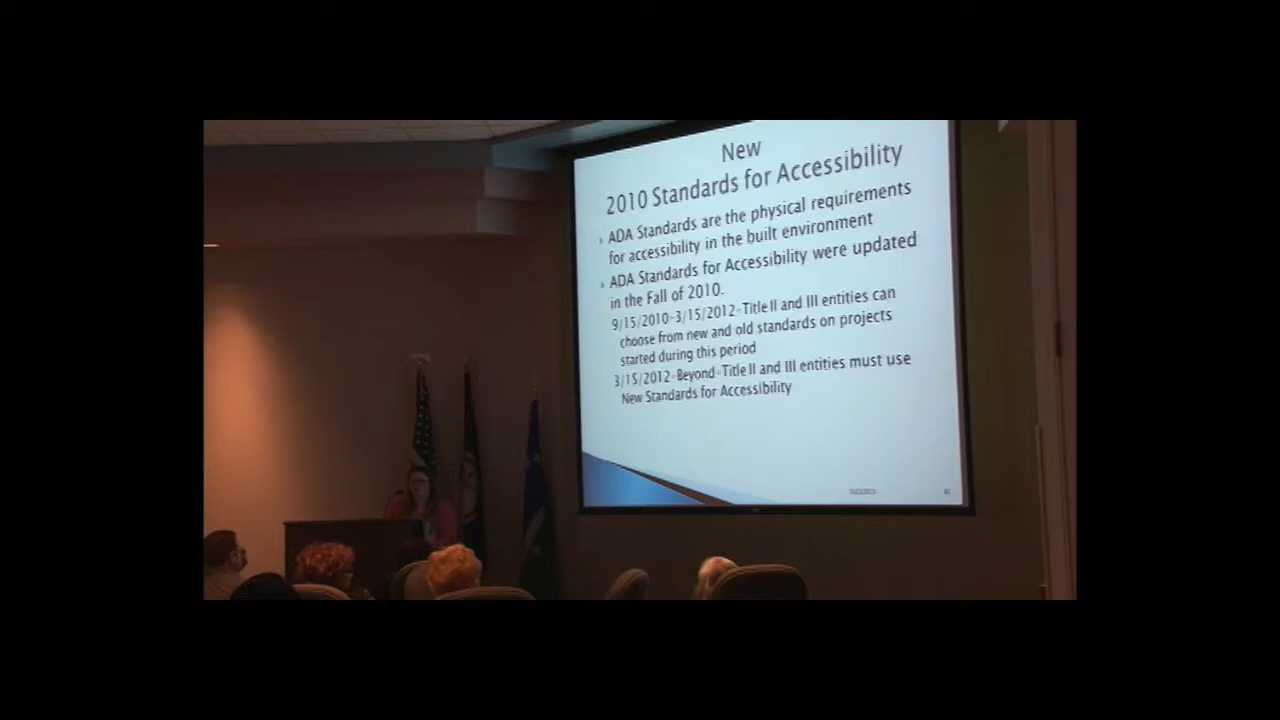 New
2010 Standards for Accessibility
ADA Standards are the physical requirements
for accessibility in the built environment
ADA Standards for Accessibility were updated
in the Fall of 2010.
9/15/2010-3/15/2012-Title II and III entities can
choose from new and old standards on projects
started during this period
3/15/2012-Beyond-Title II and III entities must use
New Standards for Accessibility